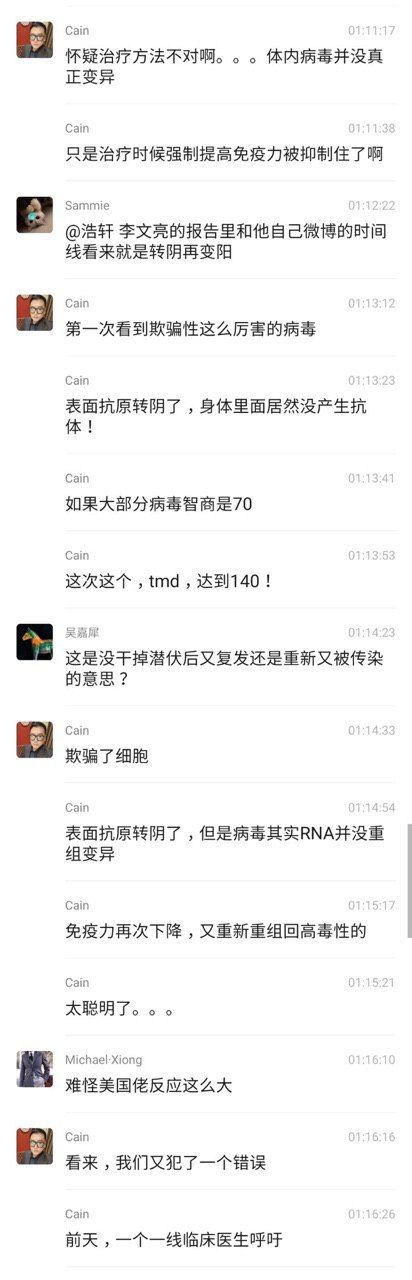 Cain 01:11:17
怀疑治疗方法不对啊。。。体内病毒并没真
正变异
Cain 01:11:38
只是治疗时候强制提高免疫力被抑制住了啊
Sammie 01:12:22
@浩轩 李文亮的报告里和他自己微博的时间
线看来就是转阴再变阳
Cain 01:13:12
第一次看到欺骗性这么厉害的病毒
Cain 01:13:23
表面抗原转阴了，身体里面居然没产生抗
体！
Cain 01:13:41
如果大部分病毒智商是70
Cain 01:13:53
这次这个，tmd，达到140！
吴嘉犀 01:14:23
这是没干掉潜伏后又复发还是重新又被传染
的意思？
Cain 01:14:33
欺骗了细胞
Cain 01:14:54
表面抗原转阴了，但是病毒其实RNA并没重
组变异
Cain 01:15:17
免疫力再次下降，又重新重组回高毒性的
Cain 01:15:21
太聪明了。。。
Michael·Xiong 01:16:10
难怪美国佬反应这么大
Cain 01:16:16
看来，我们又犯了一个错误
Cain 01:16:26
前天，一个一线临床医生呼吁